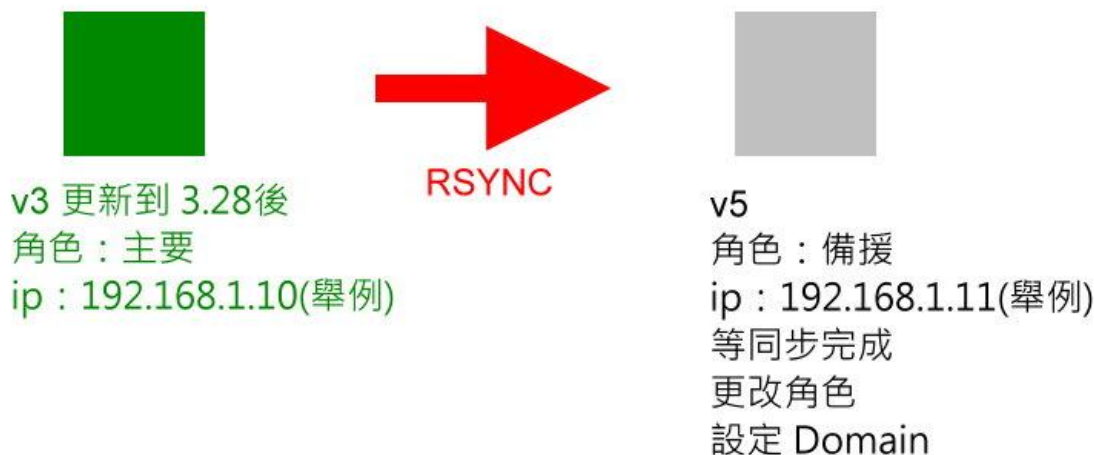 v3 更新到 3.28後
角色：主要
ip：192.168.1.10(舉例)
RSYNC
v5
角色：備援
ip：192.168.1.11(舉例)
等同步完成
更改角色
設定 Domain